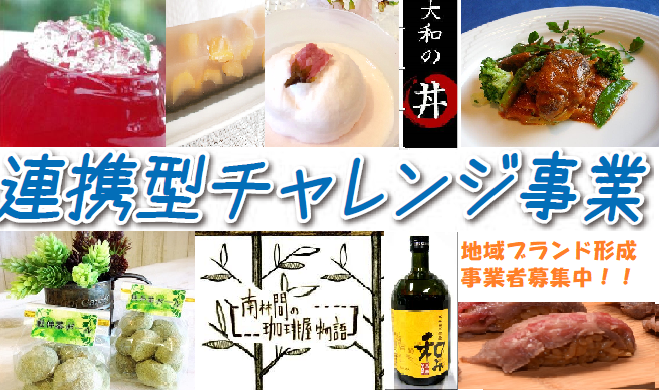 大和の
丼
連携型チャレンジ事業
地域ブランド形成
事業者募集中！！
南林間の
珈琲屋物語
和み